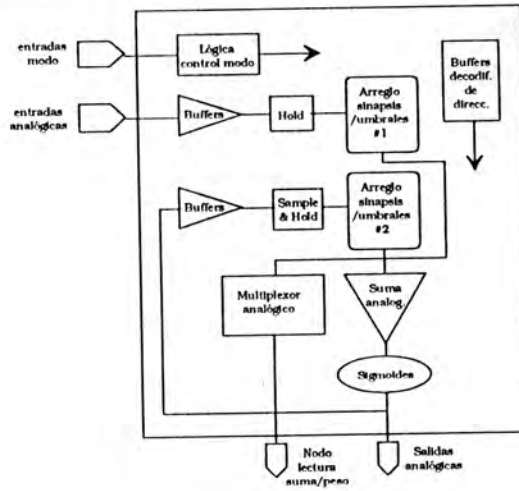 entradas
modo
Lógica
control modo
Buffers
decodif.
de
direcc.
entradas
analógicas
Buffers
Hold
Arreglo
sinapsis
/umbrales
#1
Buffers
Sample
& Hold
Arreglo
sinapsis
/umbrales
#2
Multiplexor
analógico
Suma
analog.
Sigmoides
Nodo
lectura
suma/peso
Salidas
analógicas